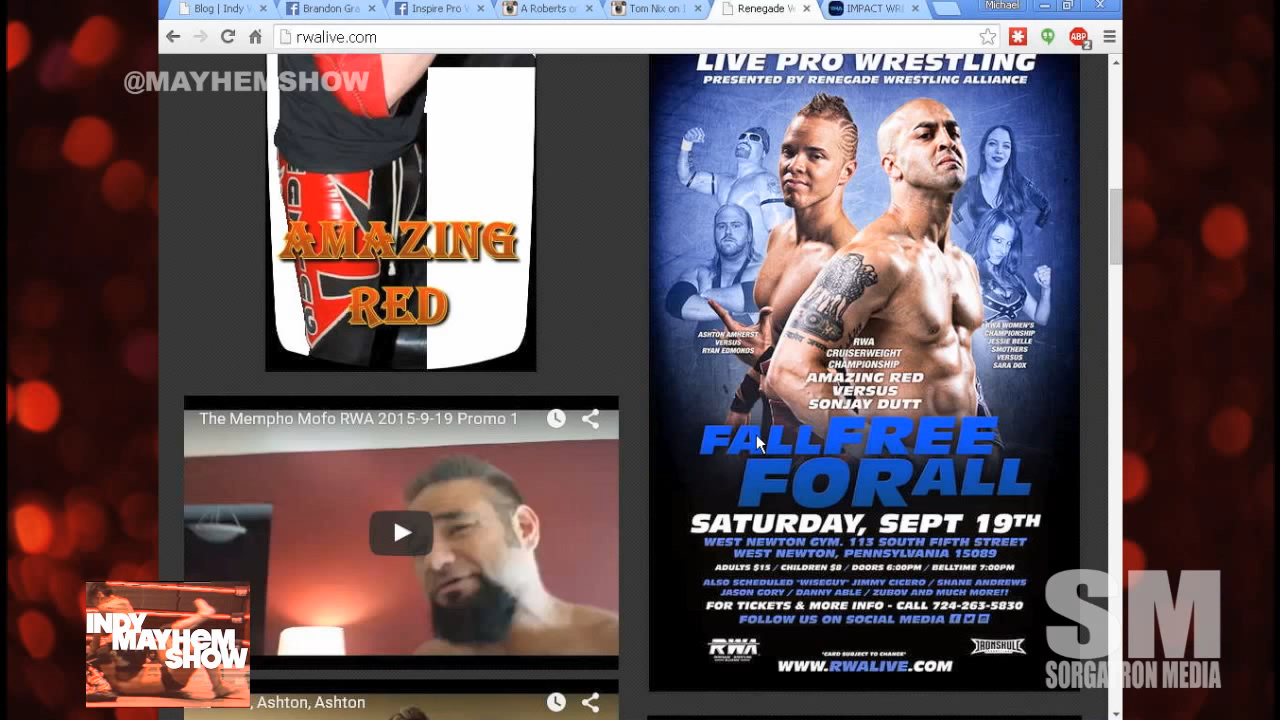 Blog | Indy W
Brandon Gra
Inspire Pro W
A Roberts on
Tom Nix on I
Renegade W
IMPACT WRE
Michael
rwalive.com
ABP
2
@MAYHEMSHOW
AMAZING
RED
The Mempho Mofo RWA 2015-9-19 Promo 1
, Ashton, Ashton
LIVE PRO WRESTLING
PRESENTED BY RENEGADE WRESTLING ALLIANCE
ASHTON AMHERST
VERSUS
RYAN EDMONDS
RWA
CRUISERWEIGHT
CHAMPIONSHIP
AMAZING RED
VERSUS
SONJAY DUTT
RWA WOMEN'S
CHAMPIONSHIP
JESSIE BELLE
SMOTHERS
VERSUS
SARA DOX
FALL FREE
FOR ALL
SATURDAY, SEPT 19TH
WEST NEWTON GYM. 113 SOUTH FIFTH STREET
WEST NEWTON, PENNSYLVANIA 15089
ADULTS $15 / CHILDREN $8 / DOORS 6:00PM / BELLTIME 7:00PM
ALSO SCHEDULED "WISEGUY" JIMMY CICERO / SHANE ANDREWS
JASON GORY / DANNY ABLE / ZUBOV AND MUCH MORE!!
FOR TICKETS & MORE INFO - CALL 724-263-5830
FOLLOW US ON SOCIAL MEDIA
RWA
*CARD SUBJECT TO CHANGE*
IRONSKULL
WWW.RWALIVE.COM
INDY
MAYHEM
SHOW
SM
SORGATRON MEDIA